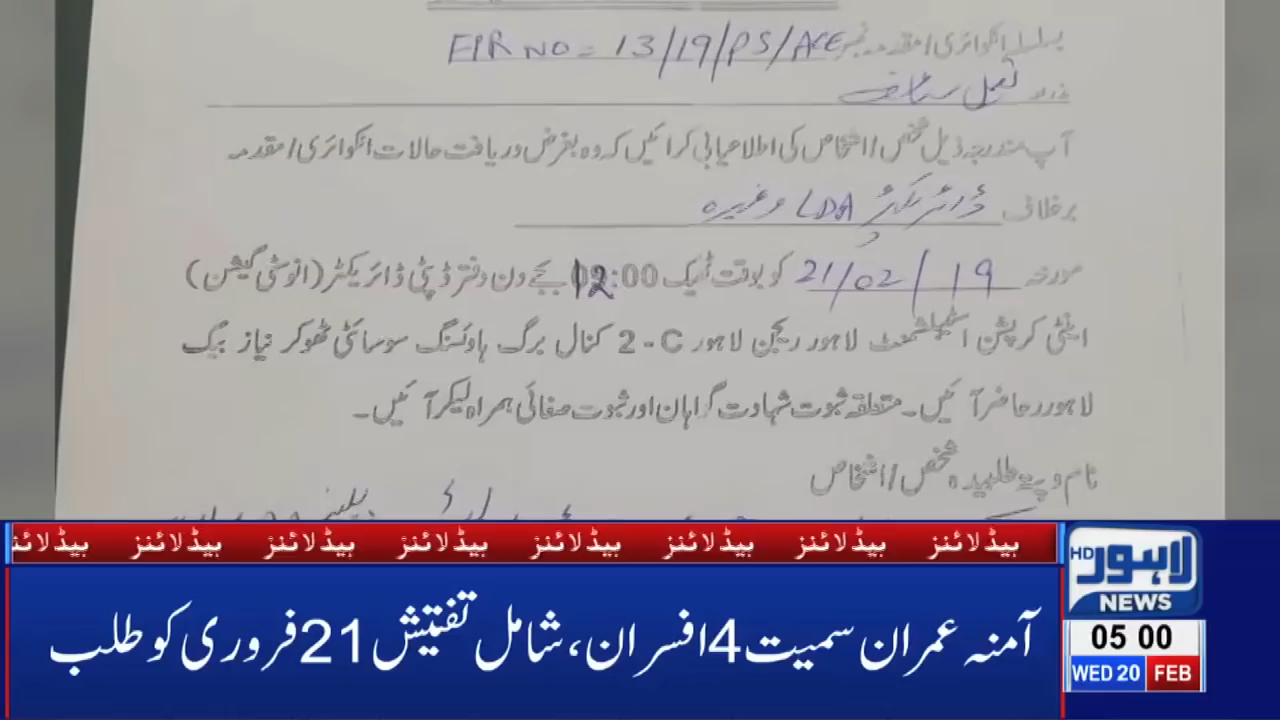 بسلسلہ انکوائری/مقدمہ نمبر FIR NO = 13/19/PS/ACE
بذریعہ تعمیل سٹاف
آپ مندرجہ ذیل شخص/اشخاص کی اطلاعیابی کرائیں کہ وہ بغرض دریافت حالات انکوائری/مقدمہ
برخلاف ڈائریکٹر LDA وغیرہ
مورخہ 21/02/19 کو بوقت ٹھیک 12:00 بجے دن دفتر ڈپٹی ڈائریکٹر (انوسٹی گیشن)
اینٹی کرپشن اسٹیبلشمنٹ لاہور ریجن لاہور 2-C کنال برگ ہاؤسنگ سوسائٹی ٹھوکر نیاز بیگ
لاہور حاضر آئیں۔ متعلقہ ثبوت شہادت گواہان اور ثبوت صفائی ہمراہ لیکر آئیں۔
نام و پتہ طلبیدہ شخص/اشخاص
ہیڈلائنز ہیڈلائنز ہیڈلائنز ہیڈلائنز ہیڈلائنز ہیڈلائنز ہیڈلائنز ہیڈلائنز
آمنہ عمران سمیت 4 افسران، شامل تفتیش 21 فروری کو طلب
لاہور HD
NEWS
05 00
WED 20 FEB